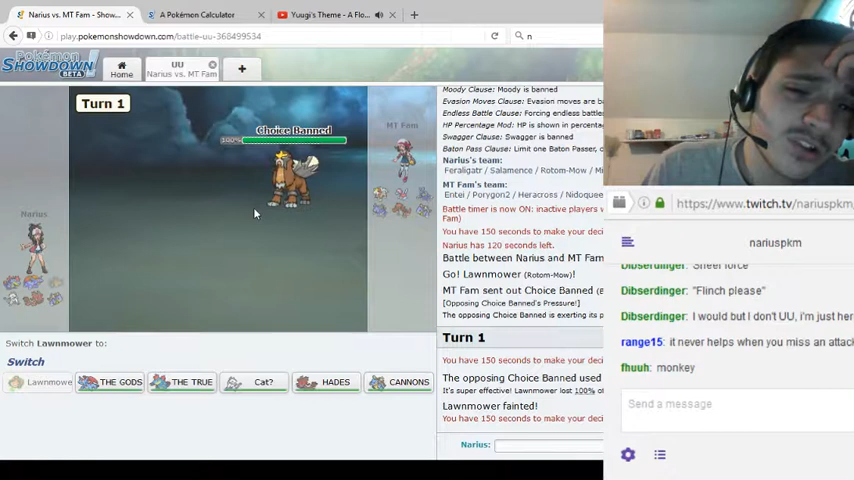 Narius vs. MT Fam - Show...
A Pokémon Calculator
Yuugi's Theme - A Flo...
play.pokemonshowdown.com/battle-uu-368499534
n
POKÉMON
SHOWDOWN
BETA
Home
UU
Narius vs. MT Fam
Turn 1
Choice Banned
100%
MT Fam
Narius
Switch Lawnmower to:
Switch
Lawnmowe
THE GODS
THE TRUE
Cat?
HADES
CANNONS
Moody Clause: Moody is banned
Evasion Moves Clause: Evasion moves are b
Endless Battle Clause: Forcing endless battle
HP Percentage Mod: HP is shown in percenta
Swagger Clause: Swagger is banned
Baton Pass Clause: Limit one Baton Passer, c
Narius's team:
Feraligatr / Salamence / Rotom-Mow / Mi
MT Fam's team:
Entei / Porygon2 / Heracross / Nidoquee
Battle timer is now ON: inactive players w
Fam)
You have 150 seconds to make your deci
Narius has 120 seconds left.
Battle between Narius and MT Fam
Go! Lawnmower (Rotom-Mow)!
MT Fam sent out Choice Banned (
[Opposing Choice Banned's Pressure!]
The opposing Choice Banned is exerting its p
Turn 1
You have 150 seconds to make your deci
The opposing Choice Banned used
It's super effective! Lawnmower lost 100% of
Lawnmower fainted!
You have 150 seconds to make your deci
Narius:
https://www.twitch.tv/nariuspkm
nariuspkm
Dibserdinger: Sheer force
Dibserdinger: "Flinch please"
Dibserdinger: I would but I don't UU, i'm just here
range15: it never helps when you miss an attack
fhuuh: monkey
Send a message